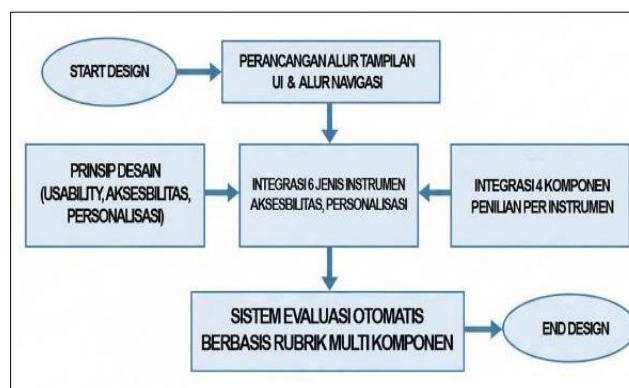 START DESIGN
PERANCANGAN ALUR TAMPILAN
UI & ALUR NAVIGASI
PRINSIP DESAIN
(USABILITY, AKSESBILITAS,
PERSONALISASI)
INTEGRASI 6 JENIS INSTRUMEN
AKSESBILITAS, PERSONALISASI
INTEGRASI 4 KOMPONEN
PENILIAN PER INSTRUMEN
SISTEM EVALUASI OTOMATIS
BERBASIS RUBRIK MULTI KOMPONEN
END DESIGN